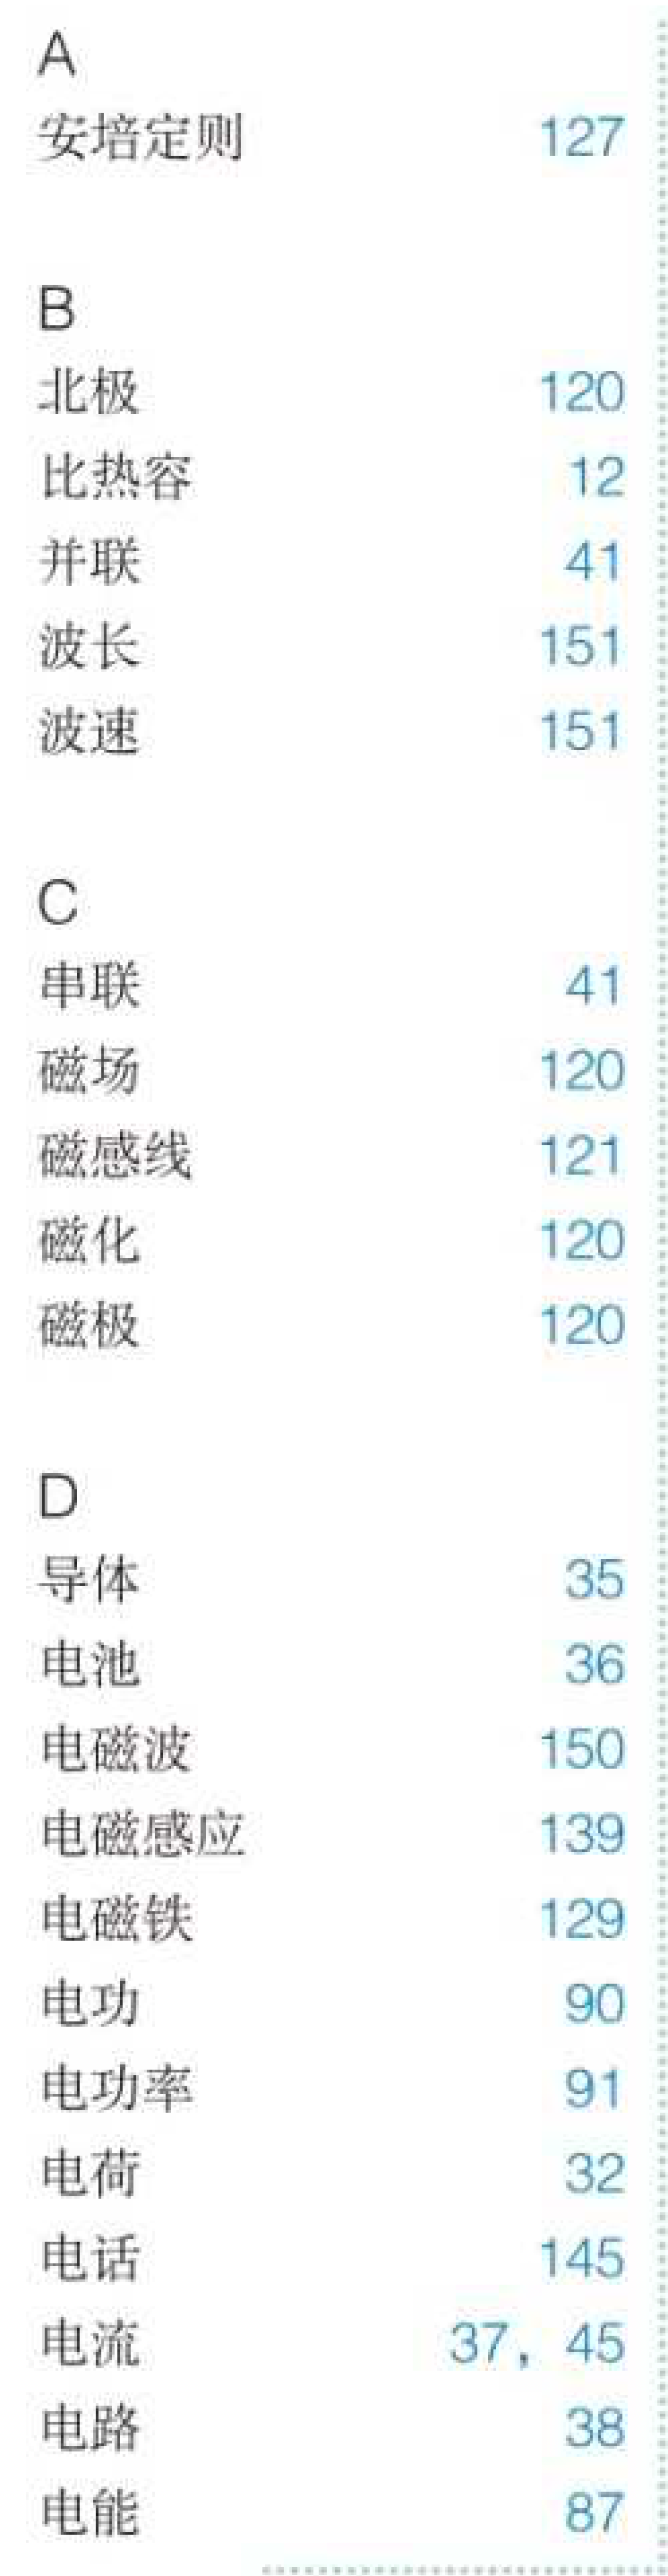 A
安培定则 127
B
北极 120
比热容 12
并联 41
波长 151
波速 151
C
串联 41
磁场 120
磁感线 121
磁化 120
磁极 120
D
导体 35
电池 36
电磁波 150
电磁感应 139
电磁铁 129
电功 90
电功率 91
电荷 32
电话 145
电流 37，45
电路 38
电能 87